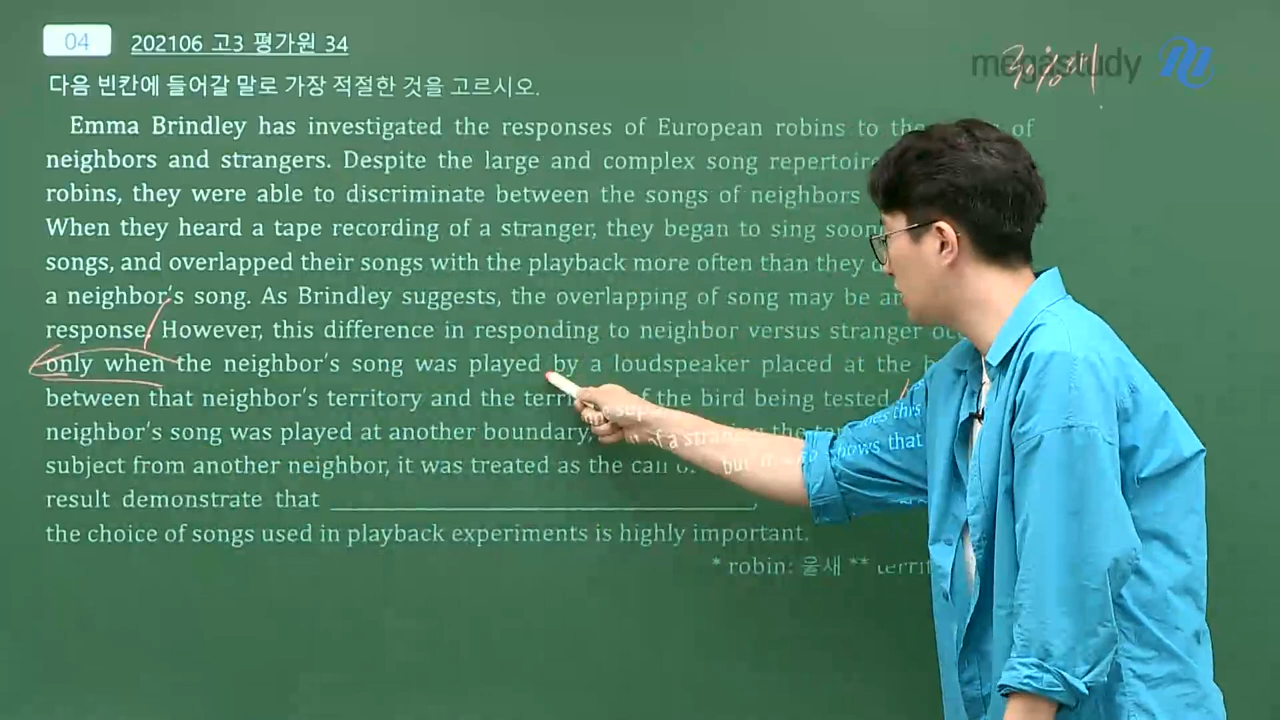 04 202106 고3 평가원 34
megastudy
다음 빈칸에 들어갈 말로 가장 적절한 것을 고르시오.
Emma Brindley has investigated the responses of European robins to the of
neighbors and strangers. Despite the large and complex song repertoire
robins, they were able to discriminate between the songs of neighbors
When they heard a tape recording of a stranger, they began to sing soon
songs, and overlapped their songs with the playback more often than they
a neighbor's song. As Brindley suggests, the overlapping of song may be an
response. However, this difference in responding to neighbor versus stranger
only when the neighbor's song was played by a loudspeaker placed at the
between that neighbor's territory and the of the bird being tested
neighbor's song was played at another boundary, of a the
subject from another neighbor, it was treated as the call but shows that
result demonstrate that
the choice of songs used in playback experiments is highly important.
* robin: 울새 **